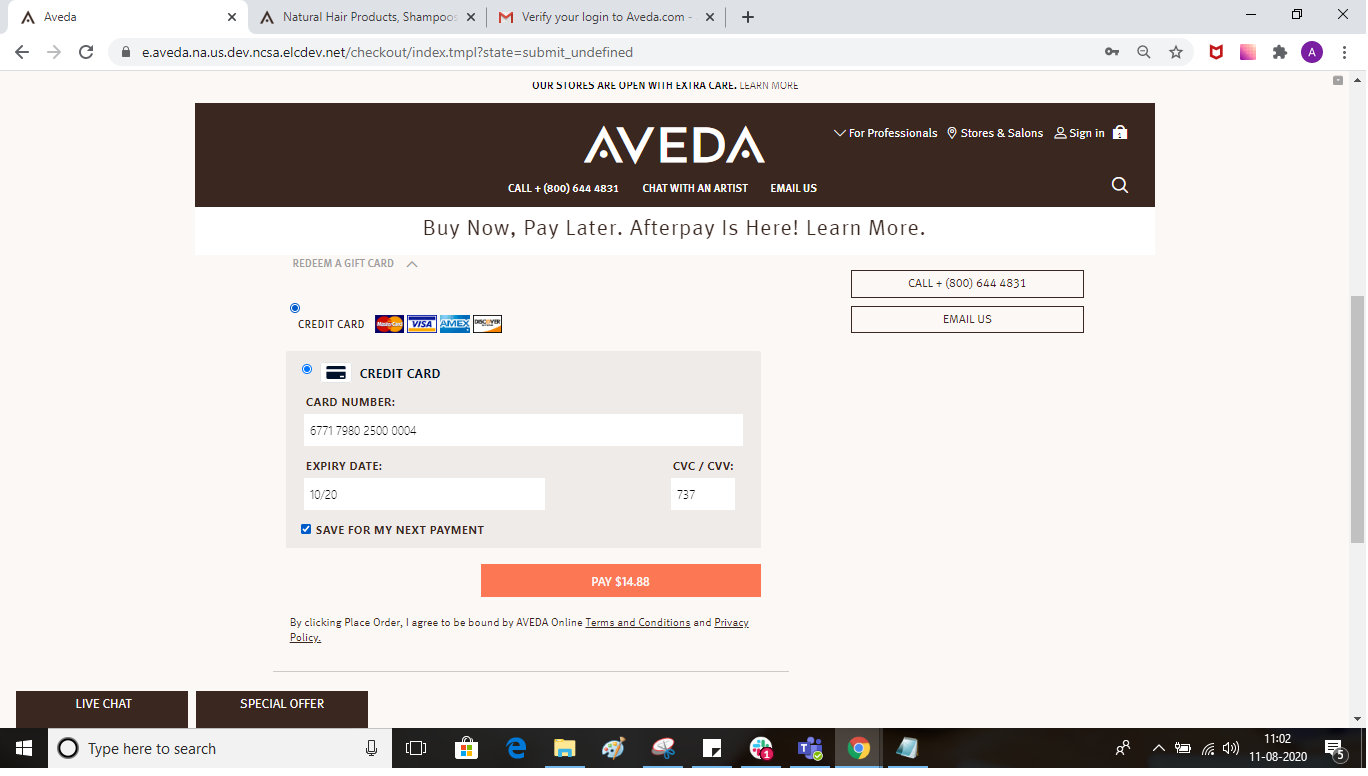 Aveda
Natural Hair Products, Shampoos
Verify your login to Aveda.com -
e.aveda.na.us.dev.ncsa.elcdev.net/checkout/index.tmpl?state=submit_undefined
A
OUR STORES ARE OPEN WITH EXTRA CARE. LEARN MORE
AVEDA
For Professionals
Stores & Salons
Sign in
CALL + (800) 644 4831
CHAT WITH AN ARTIST
EMAIL US
Buy Now, Pay Later. Afterpay Is Here! Learn More.
REDEEM A GIFT CARD
CALL + (800) 644 4831
EMAIL US
CREDIT CARD
MasterCard
VISA
AMEX
DISCOVER
CREDIT CARD
CARD NUMBER:
6771 7980 2500 0004
EXPIRY DATE:
CVC / CVV:
10/20
737
SAVE FOR MY NEXT PAYMENT
PAY $14.88
By clicking Place Order, I agree to be bound by AVEDA Online Terms and Conditions and Privacy
Policy.
LIVE CHAT
SPECIAL OFFER
Type here to search
1
11:02
11-08-2020
5